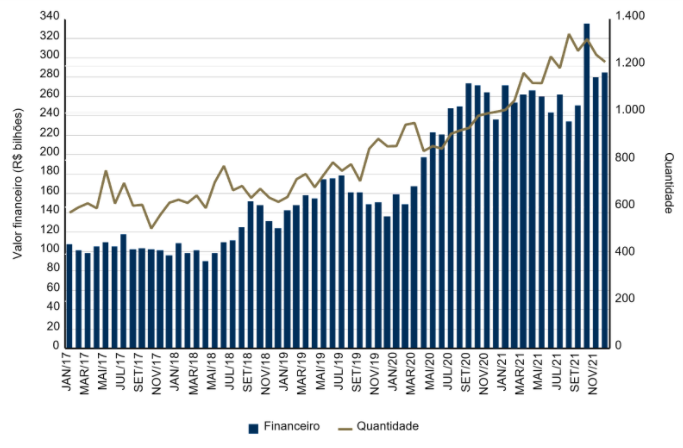 340
320
300
280
260
240
220
200
180
160
140
120
100
80
60
40
20
0
Valor financeiro (R$ bilhões)
1.400
1.200
1.000
800
600
400
200
0
Quantidade
JAN/17
MAR/17
MAI/17
JUL/17
SET/17
NOV/17
JAN/18
MAR/18
MAI/18
JUL/18
SET/18
NOV/18
JAN/19
MAR/19
MAI/19
JUL/19
SET/19
NOV/19
JAN/20
MAR/20
MAI/20
JUL/20
SET/20
NOV/20
JAN/21
MAR/21
MAI/21
JUL/21
SET/21
NOV/21
Financeiro Quantidade